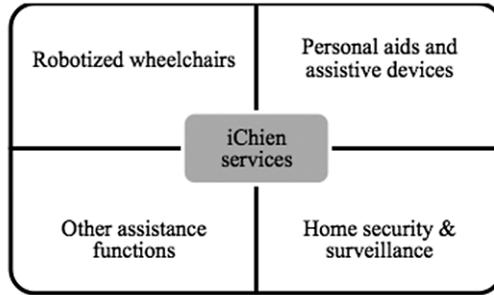 Robotized wheelchairs
Personal aids and
assistive devices
iChien
services
Other assistance
functions
Home security &
surveillance